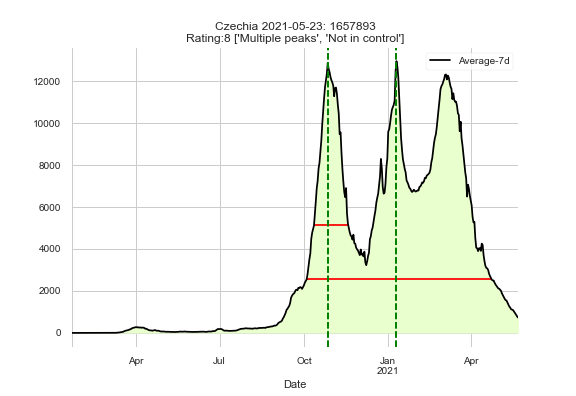 Czechia 2021-05-23: 1657893
Rating:8 ['Multiple peaks', 'Not in control']
Average-7d
12000
10000
8000
6000
4000
2000
0
Apr
Jul
Oct
Jan
2021
Apr
Date